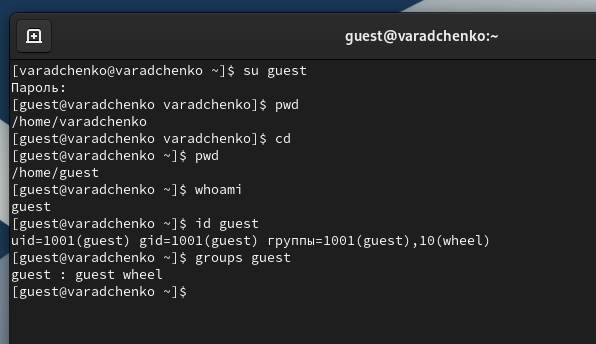 guest@varadchenko:~
[varadchenko@varadchenko ~]$ su guest
Пароль:
[guest@varadchenko varadchenko]$ pwd
/home/varadchenko
[guest@varadchenko varadchenko]$ cd
[guest@varadchenko ~]$ pwd
/home/guest
[guest@varadchenko ~]$ whoami
guest
[guest@varadchenko ~]$ id guest
uid=1001(guest) gid=1001(guest) группы=1001(guest),10(wheel)
[guest@varadchenko ~]$ groups guest
guest : guest wheel
[guest@varadchenko ~]$